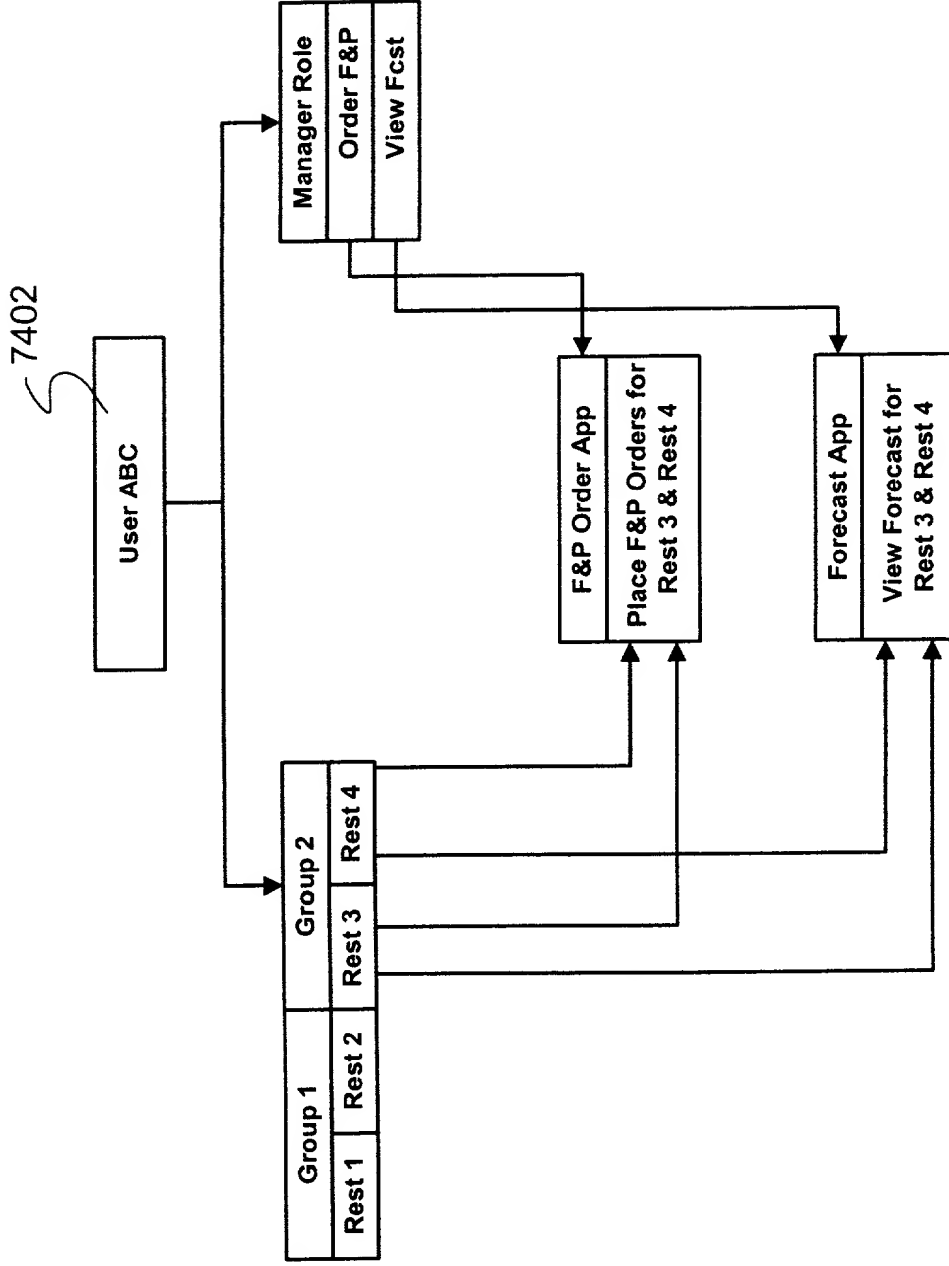 7402
User ABC
Group 1
Group 2
Rest 1
Rest 2
Rest 3
Rest 4
Manager Role
Order F&P
View Fcst
F&P Order App
Place F&P Orders for
Rest 3 & Rest 4
Forecast App
View Forecast for
Rest 3 & Rest 4